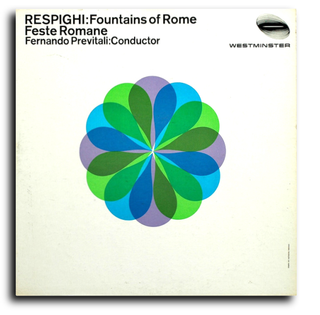 RESPIGHI:Fountains of Rome
Feste Romane
Fernando Previtali:Conductor
WESTMINSTER